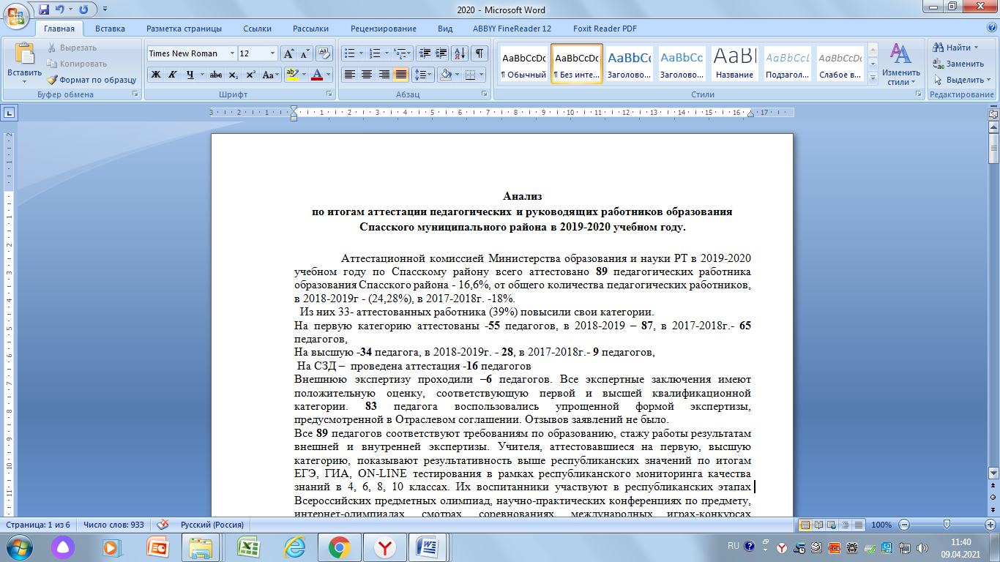 2020 - Microsoft Word
Главная Вставка Разметка страницы Ссылки Рассылки Рецензирование Вид ABBYY FineReader 12 Foxit Reader PDF
Вставить
Вырезать
Копировать
Формат по образцу
Буфер обмена
Times New Roman 12
Ж К Ч abc x₂ x² Aa
Шрифт
Абзац
АаBbCcDc АаBbCcDc AaBbCc AaBbCc AaB AaBbCcL AaBbCcDc
¶ Обычный ¶ Без инте... Заголово... Заголово... Название Подзагол... Слабое в...
Стили
Изменить стили
Найти
Заменить
Выделить
Редактирование
3 2 1 1 2 3 4 5 6 7 8 9 10 11 12 13 14 15 16 17
Анализ
по итогам аттестации педагогических и руководящих работников образования
Спасского муниципального района в 2019-2020 учебном году.
Аттестационной комиссией Министерства образования и науки РТ в 2019-2020
учебном году по Спасскому району всего аттестовано 89 педагогических работника
образования Спасского района - 16,6%, от общего количества педагогических работников,
в 2018-2019г - (24,28%), в 2017-2018г. -18%.
Из них 33- аттестованных работника (39%) повысили свои категории.
На первую категорию аттестованы -55 педагогов, в 2018-2019 – 87, в 2017-2018г.- 65
педагогов,
На высшую -34 педагога, в 2018-2019г. - 28, в 2017-2018г.- 9 педагогов,
На СЗД – проведена аттестация -16 педагогов
Внешнюю экспертизу проходили –6 педагогов. Все экспертные заключения имеют
положительную оценку, соответствующую первой и высшей квалификационной
категории. 83 педагога воспользовались упрощенной формой экспертизы,
предусмотренной в Отраслевом соглашении. Отзывов заявлений не было.
Все 89 педагогов соответствуют требованиям по образованию, стажу работы результатам
внешней и внутренней экспертизы. Учителя, аттестовавшиеся на первую, высшую
категорию, показывают результативность выше республиканских значений по итогам
ЕГЭ, ГИА, ON-LINE тестирования в рамках республиканского мониторинга качества
знаний в 4, 6, 8, 10 классах. Их воспитанники участвуют в республиканских этапах
Всероссийских предметных олимпиад, научно-практических конференциях по предмету,
интернет-олимпиадах смотрах соревнованиях международных играх-конкурсах
Страница: 1 из 6 Число слов: 933 Русский (Россия) 100%
RU 11:40
09.04.2021